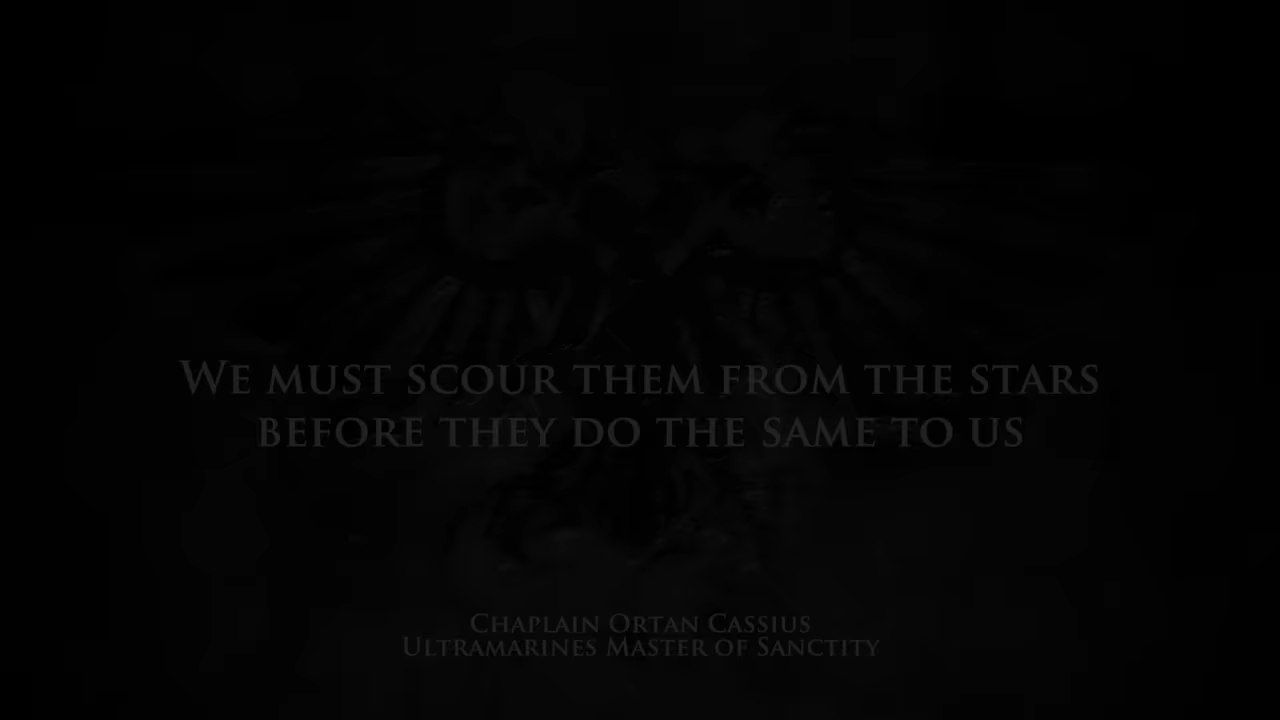 We must scour them from the stars
before they do the same to us
Chaplain Ortan Cassius
Ultramarines Master of Sanctity